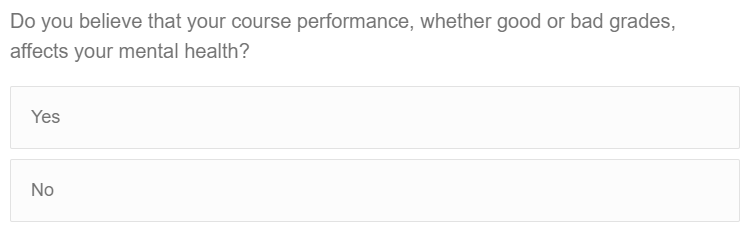 Do you believe that your course performance, whether good or bad grades,
affects your mental health?
Yes
No